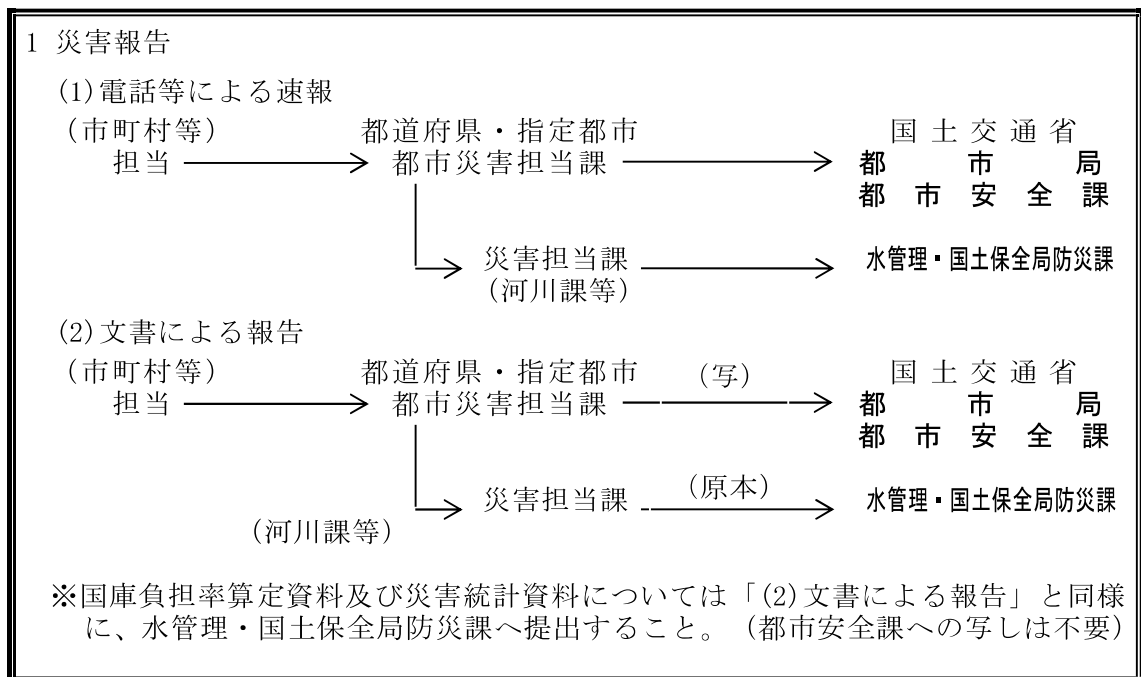 1 災害報告
(1)電話等による速報
(市町村等) 都道府県・指定都市 国土交通省
担当 都市災害担当課 都市局
都市安全課
災害担当課 水管理・国土保全局防災課
(河川課等)
(2)文書による報告
(市町村等) 都道府県・指定都市 (写) 国土交通省
担当 都市災害担当課 都市局
都市安全課
災害担当課 (原本) 水管理・国土保全局防災課
(河川課等)
※国庫負担率算定資料及び災害統計資料については「(2)文書による報告」と同様
に、水管理・国土保全局防災課へ提出すること。(都市安全課への写しは不要)